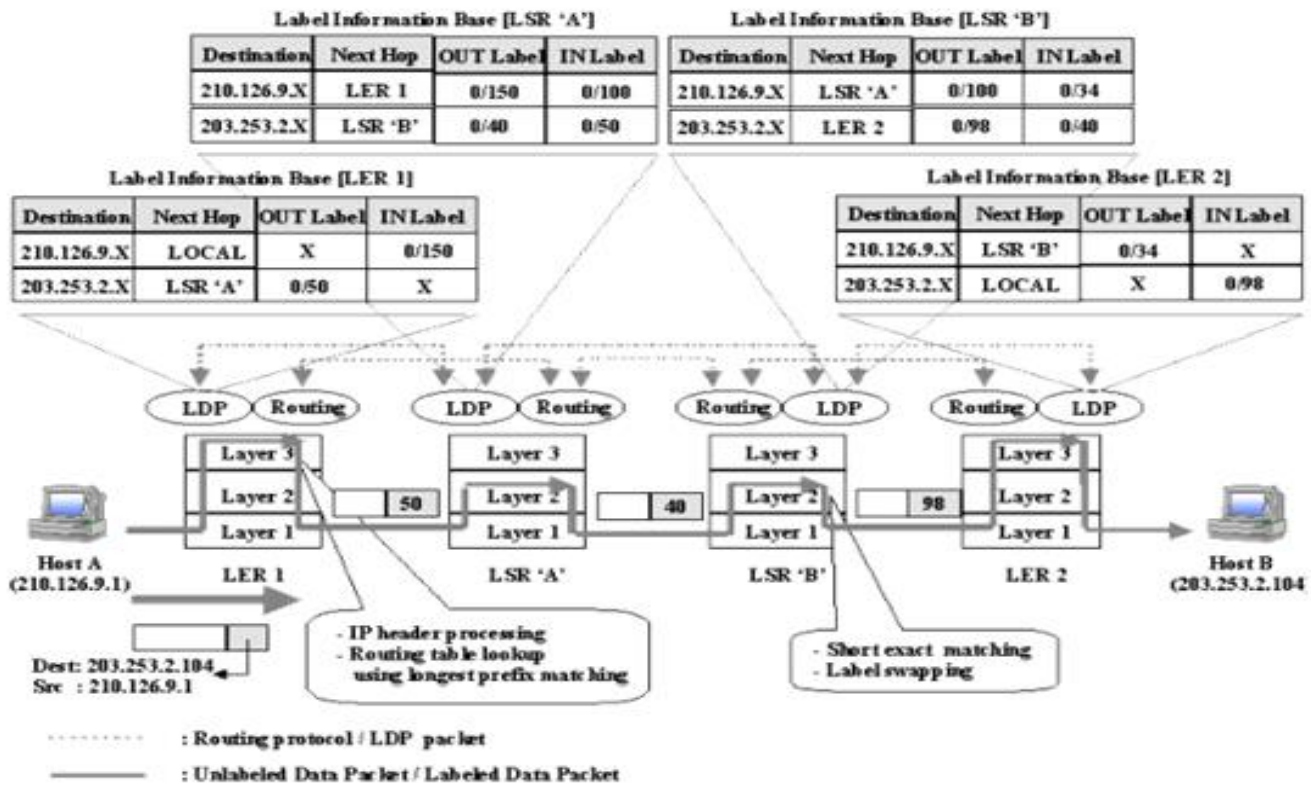 Label Information Base [LSR ‘A’]
Destination Next Hop OUT Label IN Label
210.126.9.X LER 1 0/150 0/100
203.253.2.X LSR ‘B’ 0/40 0/50
Label Information Base [LSR ‘B’]
Destination Next Hop OUT Label IN Label
210.126.9.X LSR ‘A’ 0/100 0/34
203.253.2.X LER 2 0/98 0/40
Label Information Base [LER 1]
Destination Next Hop OUT Label IN Label
210.126.9.X LOCAL X 0/150
203.253.2.X LSR ‘A’ 0/50 X
Label Information Base [LER 2]
Destination Next Hop OUT Label IN Label
210.126.9.X LSR ‘B’ 0/34 X
203.253.2.X LOCAL X 0/98
LDP Routing LDP Routing Routing LDP Routing LDP
Layer 3 Layer 3 Layer 3 Layer 3
Layer 2 50 Layer 2 40 Layer 2 98 Layer 2
Layer 1 Layer 1 Layer 1 Layer 1
Host A
(210.126.9.1)
LER 1 LSR ‘A’ LSR ‘B’ LER 2
Host B
(203.253.2.104
Dest: 203.253.2.104
Src : 210.126.9.1
- IP header processing
- Routing table lookup
using longest prefix matching
- Short exact matching
- Label swapping
: Routing protocol / LDP packet
: Unlabeled Data Packet / Labeled Data Packet